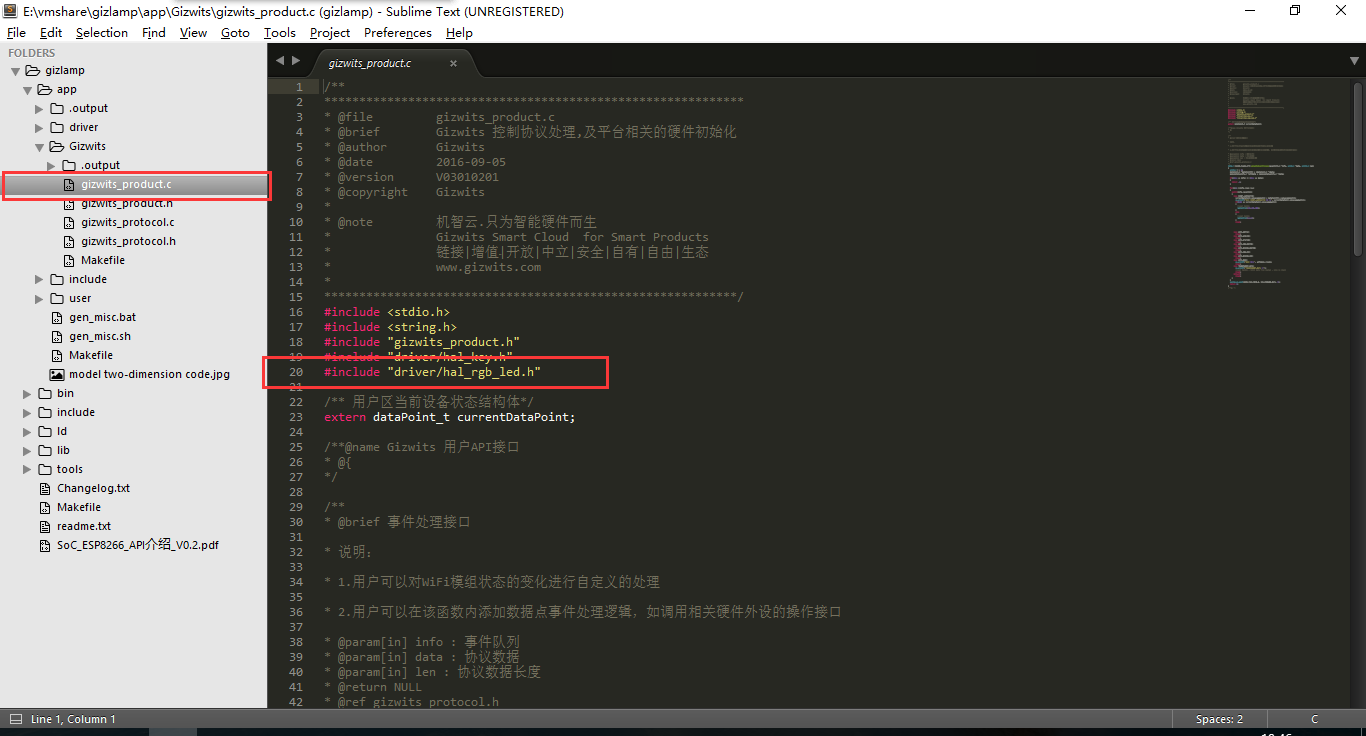 E:\vmshare\gizlamp\app\Gizwits\gizwits_product.c (gizlamp) - Sublime Text (UNREGISTERED)
File Edit Selection Find View Goto Tools Project Preferences Help
FOLDERS
gizlamp
app
.output
driver
Gizwits
.output
gizwits_product.c
gizwits_product.h
gizwits_protocol.c
gizwits_protocol.h
Makefile
include
user
gen_misc.bat
gen_misc.sh
Makefile
model two-dimension code.jpg
bin
include
ld
lib
tools
Changelog.txt
Makefile
readme.txt
SoC_ESP8266_API介绍_V0.2.pdf
gizwits_product.c ×
1 /**
2 ************************************************************
3 * @file gizwits_product.c
4 * @brief Gizwits 控制协议处理,及平台相关的硬件初始化
5 * @author Gizwits
6 * @date 2016-09-05
7 * @version V03010201
8 * @copyright Gizwits
9 *
10 * @note 机智云.只为智能硬件而生
11 * Gizwits Smart Cloud for Smart Products
12 * 链接|增值|开放|中立|安全|自有|自由|生态
13 * www.gizwits.com
14 *
15 ***********************************************************/
16 #include <stdio.h>
17 #include <string.h>
18 #include "gizwits_product.h"
19 #include "driver/hal_key.h"
20 #include "driver/hal_rgb_led.h"
21
22 /** 用户区当前设备状态结构体*/
23 extern dataPoint_t currentDataPoint;
24
25 /**@name Gizwits 用户API接口
26 * @{
27 */
28
29 /**
30 * @brief 事件处理接口
31
32 * 说明：
33
34 * 1.用户可以对WiFi模组状态的变化进行自定义的处理
35
36 * 2.用户可以在该函数内添加数据点事件处理逻辑，如调用相关硬件外设的操作接口
37
38 * @param[in] info : 事件队列
39 * @param[in] data : 协议数据
40 * @param[in] len : 协议数据长度
41 * @return NULL
42 * @ref gizwits_protocol.h
Line 1, Column 1 Spaces: 2 C